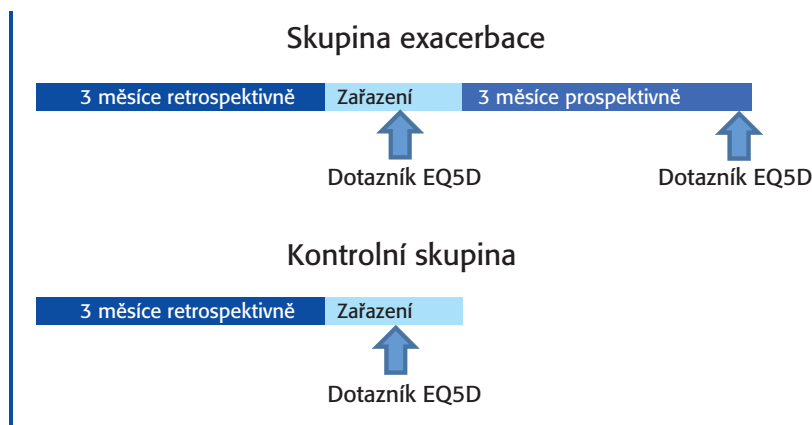 Skupina exacerbace
3 měsíce retrospektivně Zařazení 3 měsíce prospektivně
Dotazník EQ5D Dotazník EQ5D
Kontrolní skupina
3 měsíce retrospektivně Zařazení
Dotazník EQ5D